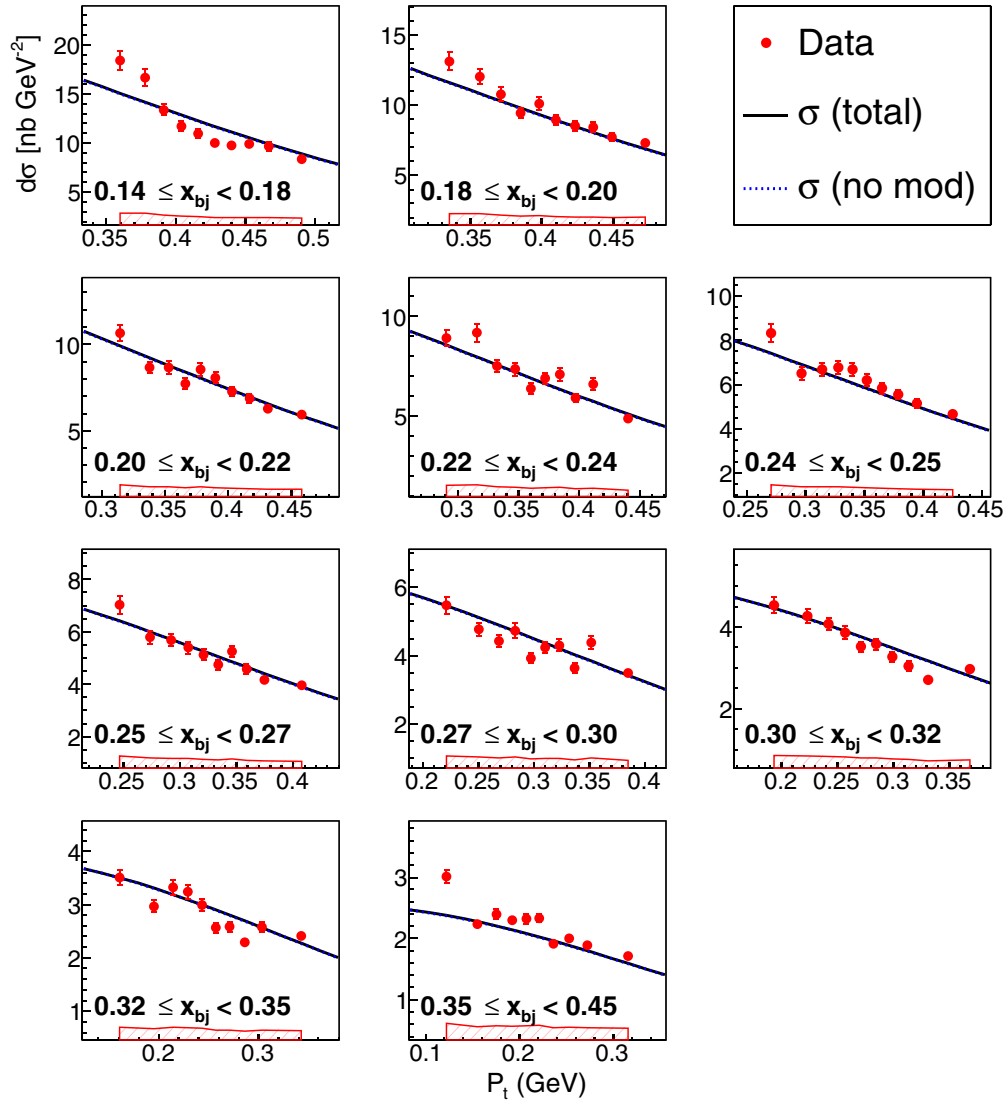 dσ [nb GeV⁻²]
20
15
10
5
0.14 ≤ x_bj < 0.18
0.35 0.4 0.45 0.5
15
10
5
0.18 ≤ x_bj < 0.20
0.35 0.4 0.45
Data
σ (total)
σ (no mod)
10
5
0.20 ≤ x_bj < 0.22
0.3 0.35 0.4 0.45
10
5
0.22 ≤ x_bj < 0.24
0.3 0.35 0.4 0.45
10
8
6
4
2
0.24 ≤ x_bj < 0.25
0.25 0.3 0.35 0.4 0.45
8
6
4
2
0.25 ≤ x_bj < 0.27
0.25 0.3 0.35 0.4
6
4
2
0.27 ≤ x_bj < 0.30
0.2 0.25 0.3 0.35 0.4
4
2
0.30 ≤ x_bj < 0.32
0.2 0.25 0.3 0.35
4
3
2
1
0.32 ≤ x_bj < 0.35
0.2 0.3
3
2
1
0.35 ≤ x_bj < 0.45
0.1 0.2 0.3
P_t (GeV)